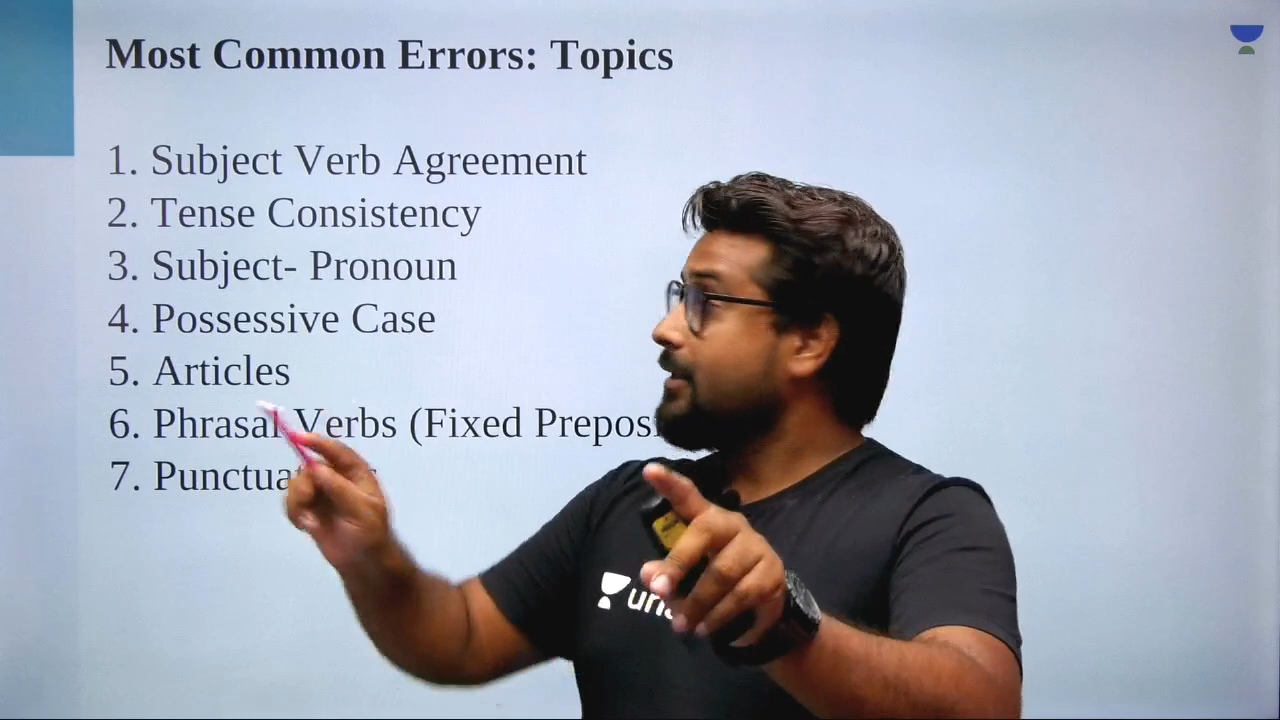 Most Common Errors: Topics
1. Subject Verb Agreement
2. Tense Consistency
3. Subject- Pronoun
4. Possessive Case
5. Articles
6. Phrasal Verbs (Fixed
7.